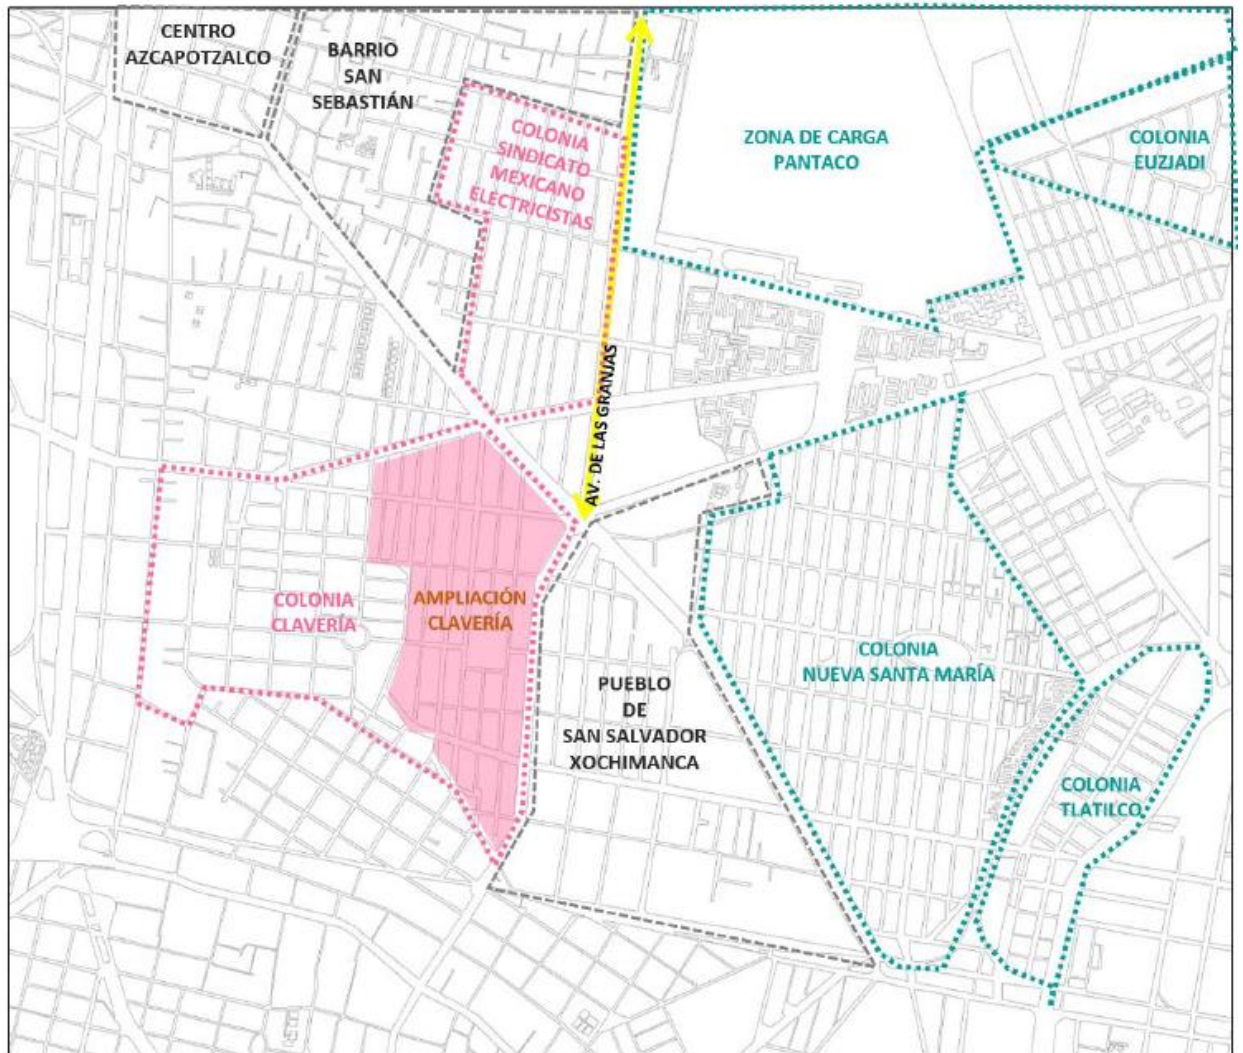 CENTRO
AZCAPOTZALCO
BARRIO
SAN
SEBASTIÁN
COLONIA
SINDICATO
MEXICANO
ELECTRICISTAS
ZONA DE CARGA
PANTACO
COLONIA
EUZJADI
AV. DE LAS GRANJAS
COLONIA
CLAVERÍA
AMPLIACIÓN
CLAVERÍA
PUEBLO
DE
SAN SALVADOR
XOCHIMANCA
COLONIA
NUEVA SANTA MARÍA
COLONIA
TLATILCO